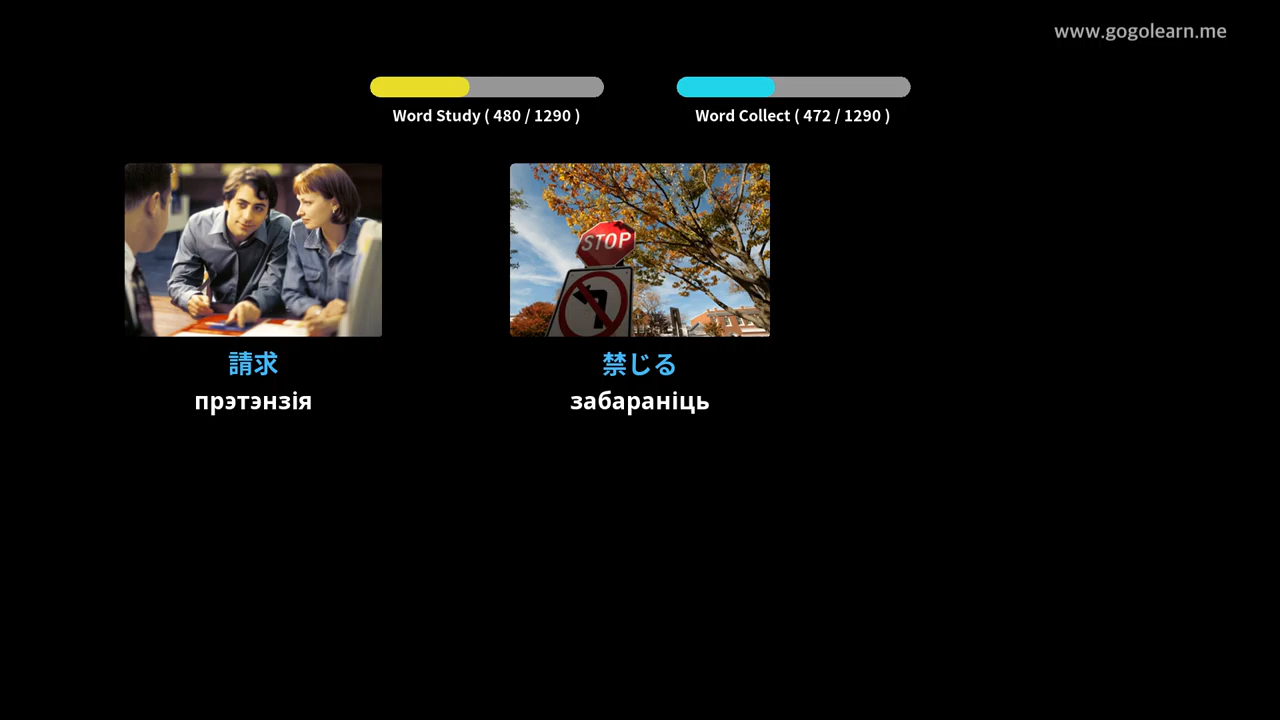 www.gogolearn.me
Word Study ( 480 / 1290 )
Word Collect ( 472 / 1290 )
STOP
請求
прэтэнзія
禁じる
забараніць